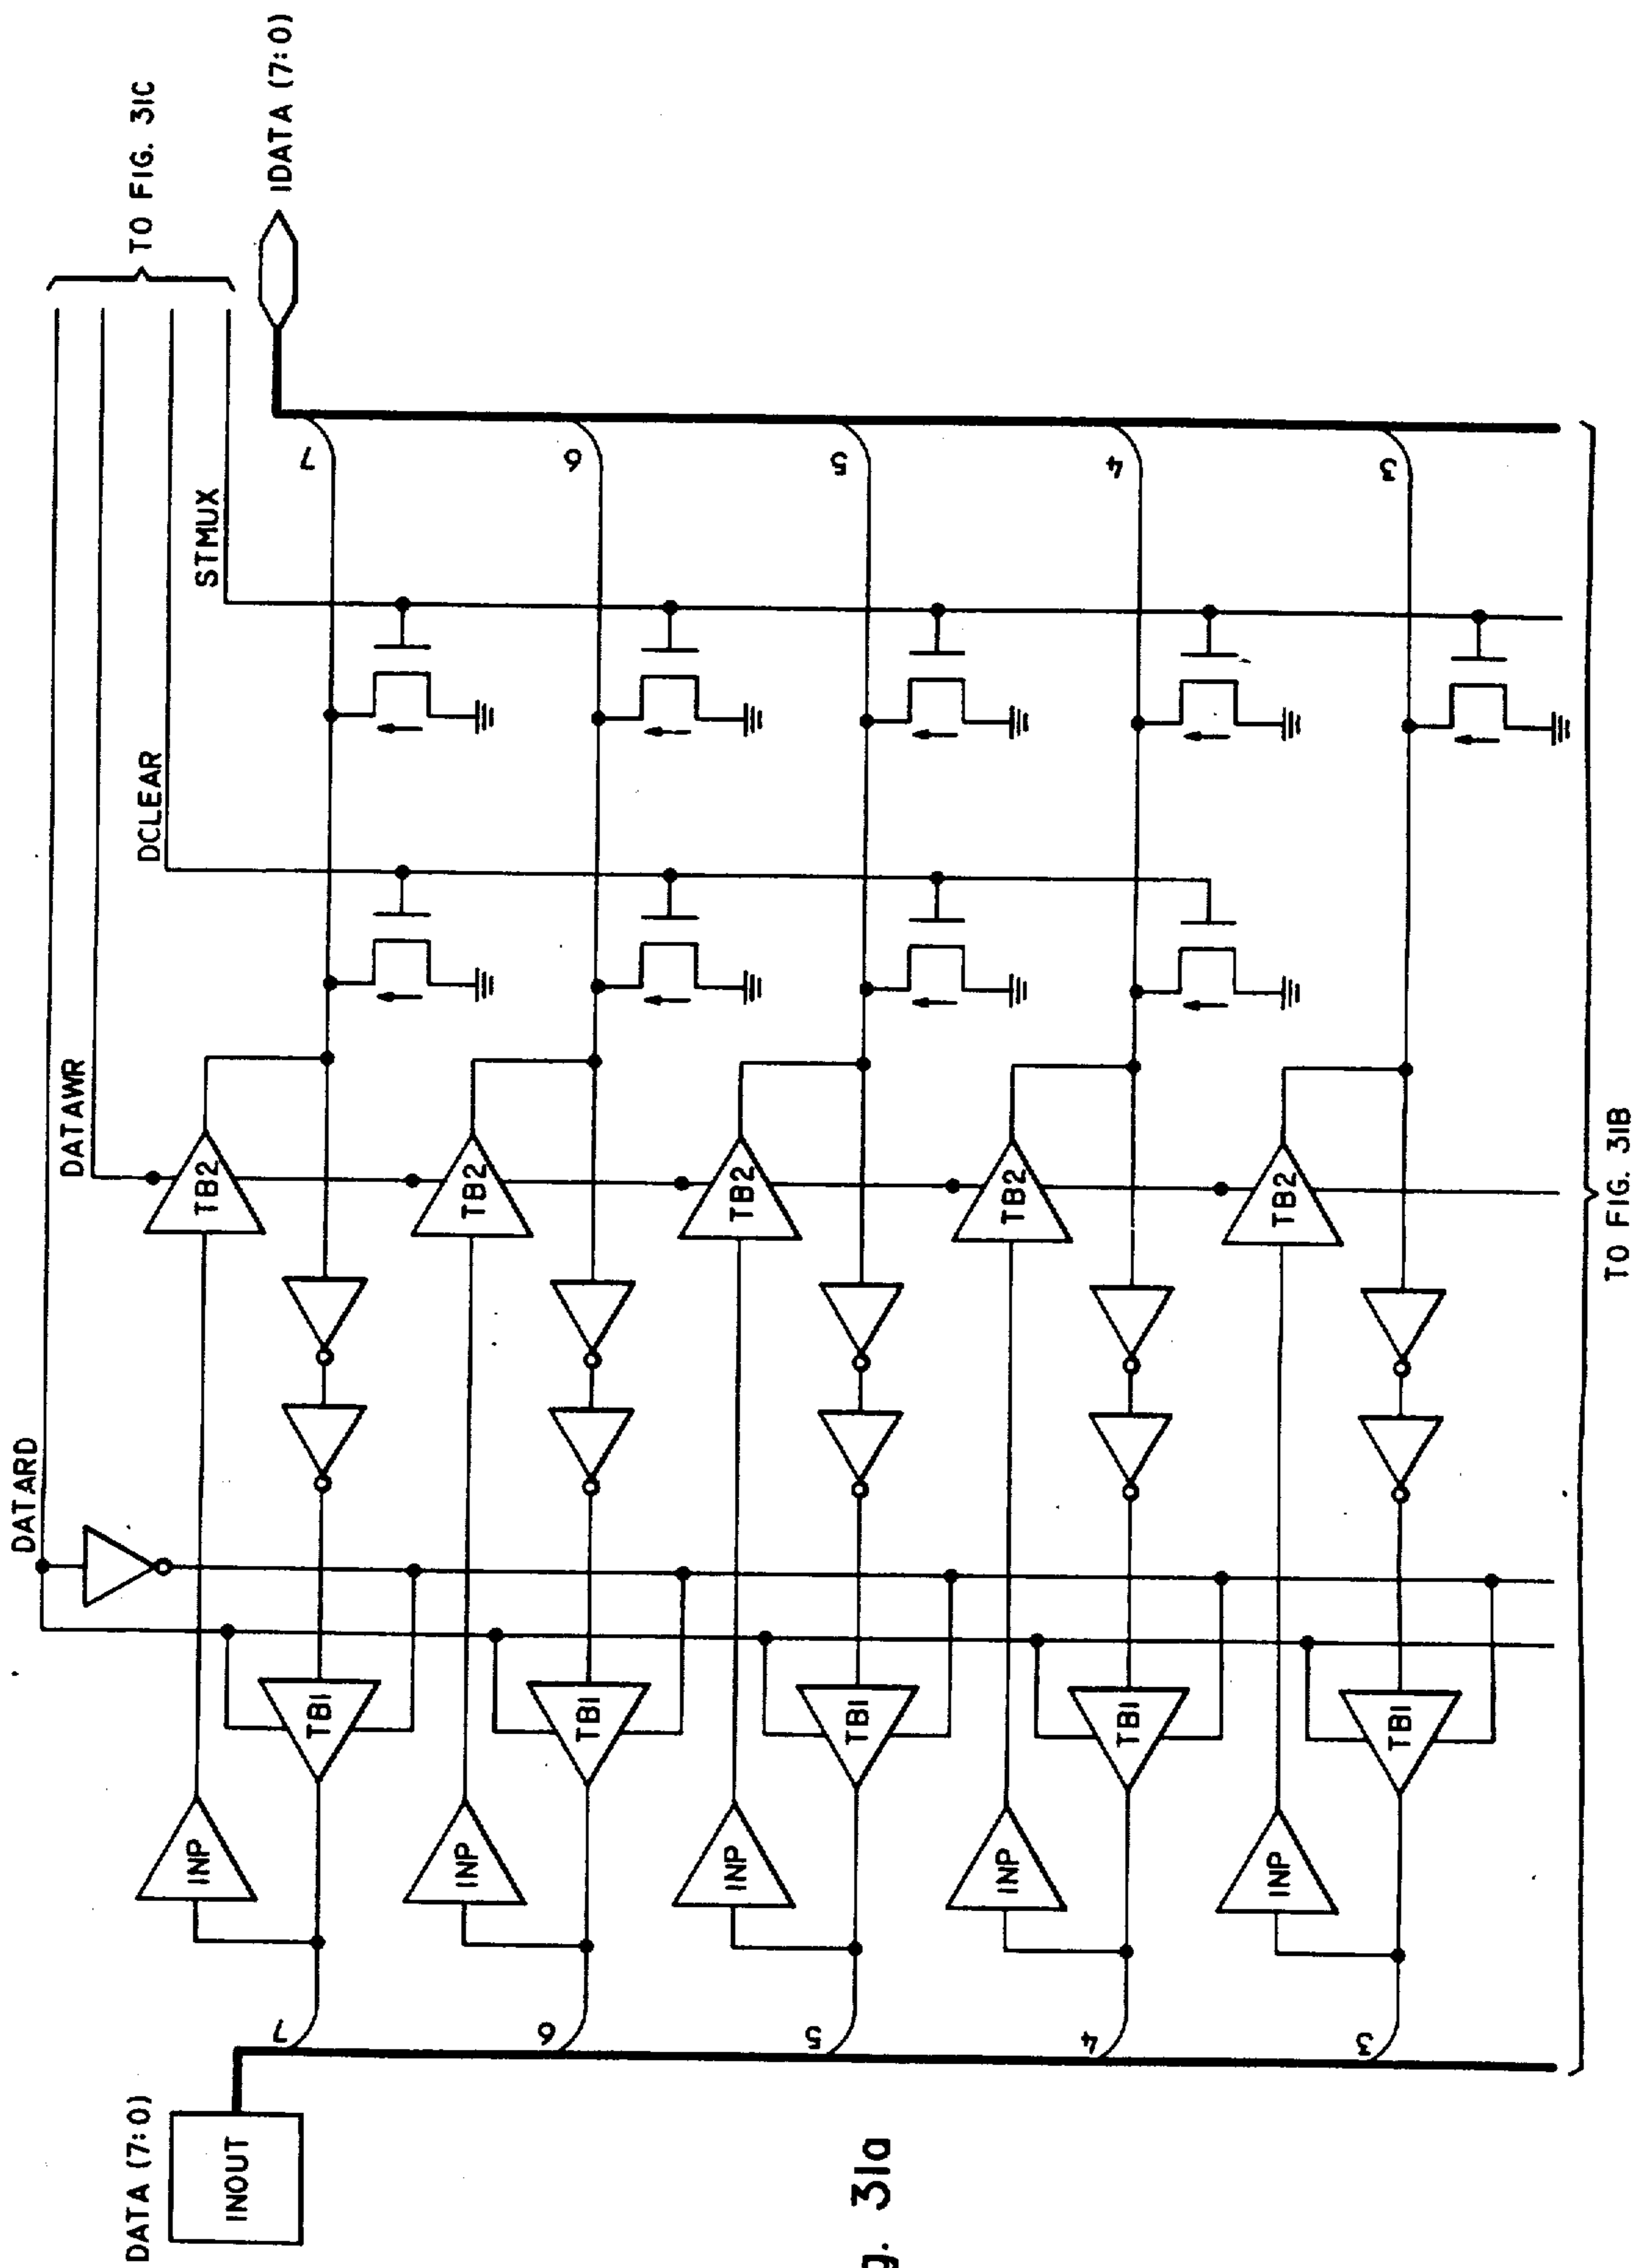 DATA (7:0)
INOUT
DATARD
DATAWR
DCLEAR
STMUX
TO FIG. 31C
IDATA (7:0)
7
INP
TB1
TB2
7
6
INP
TB1
TB2
6
5
INP
TB1
TB2
5
4
INP
TB1
TB2
4
3
INP
TB1
TB2
3
TO FIG. 31B
g. 31a